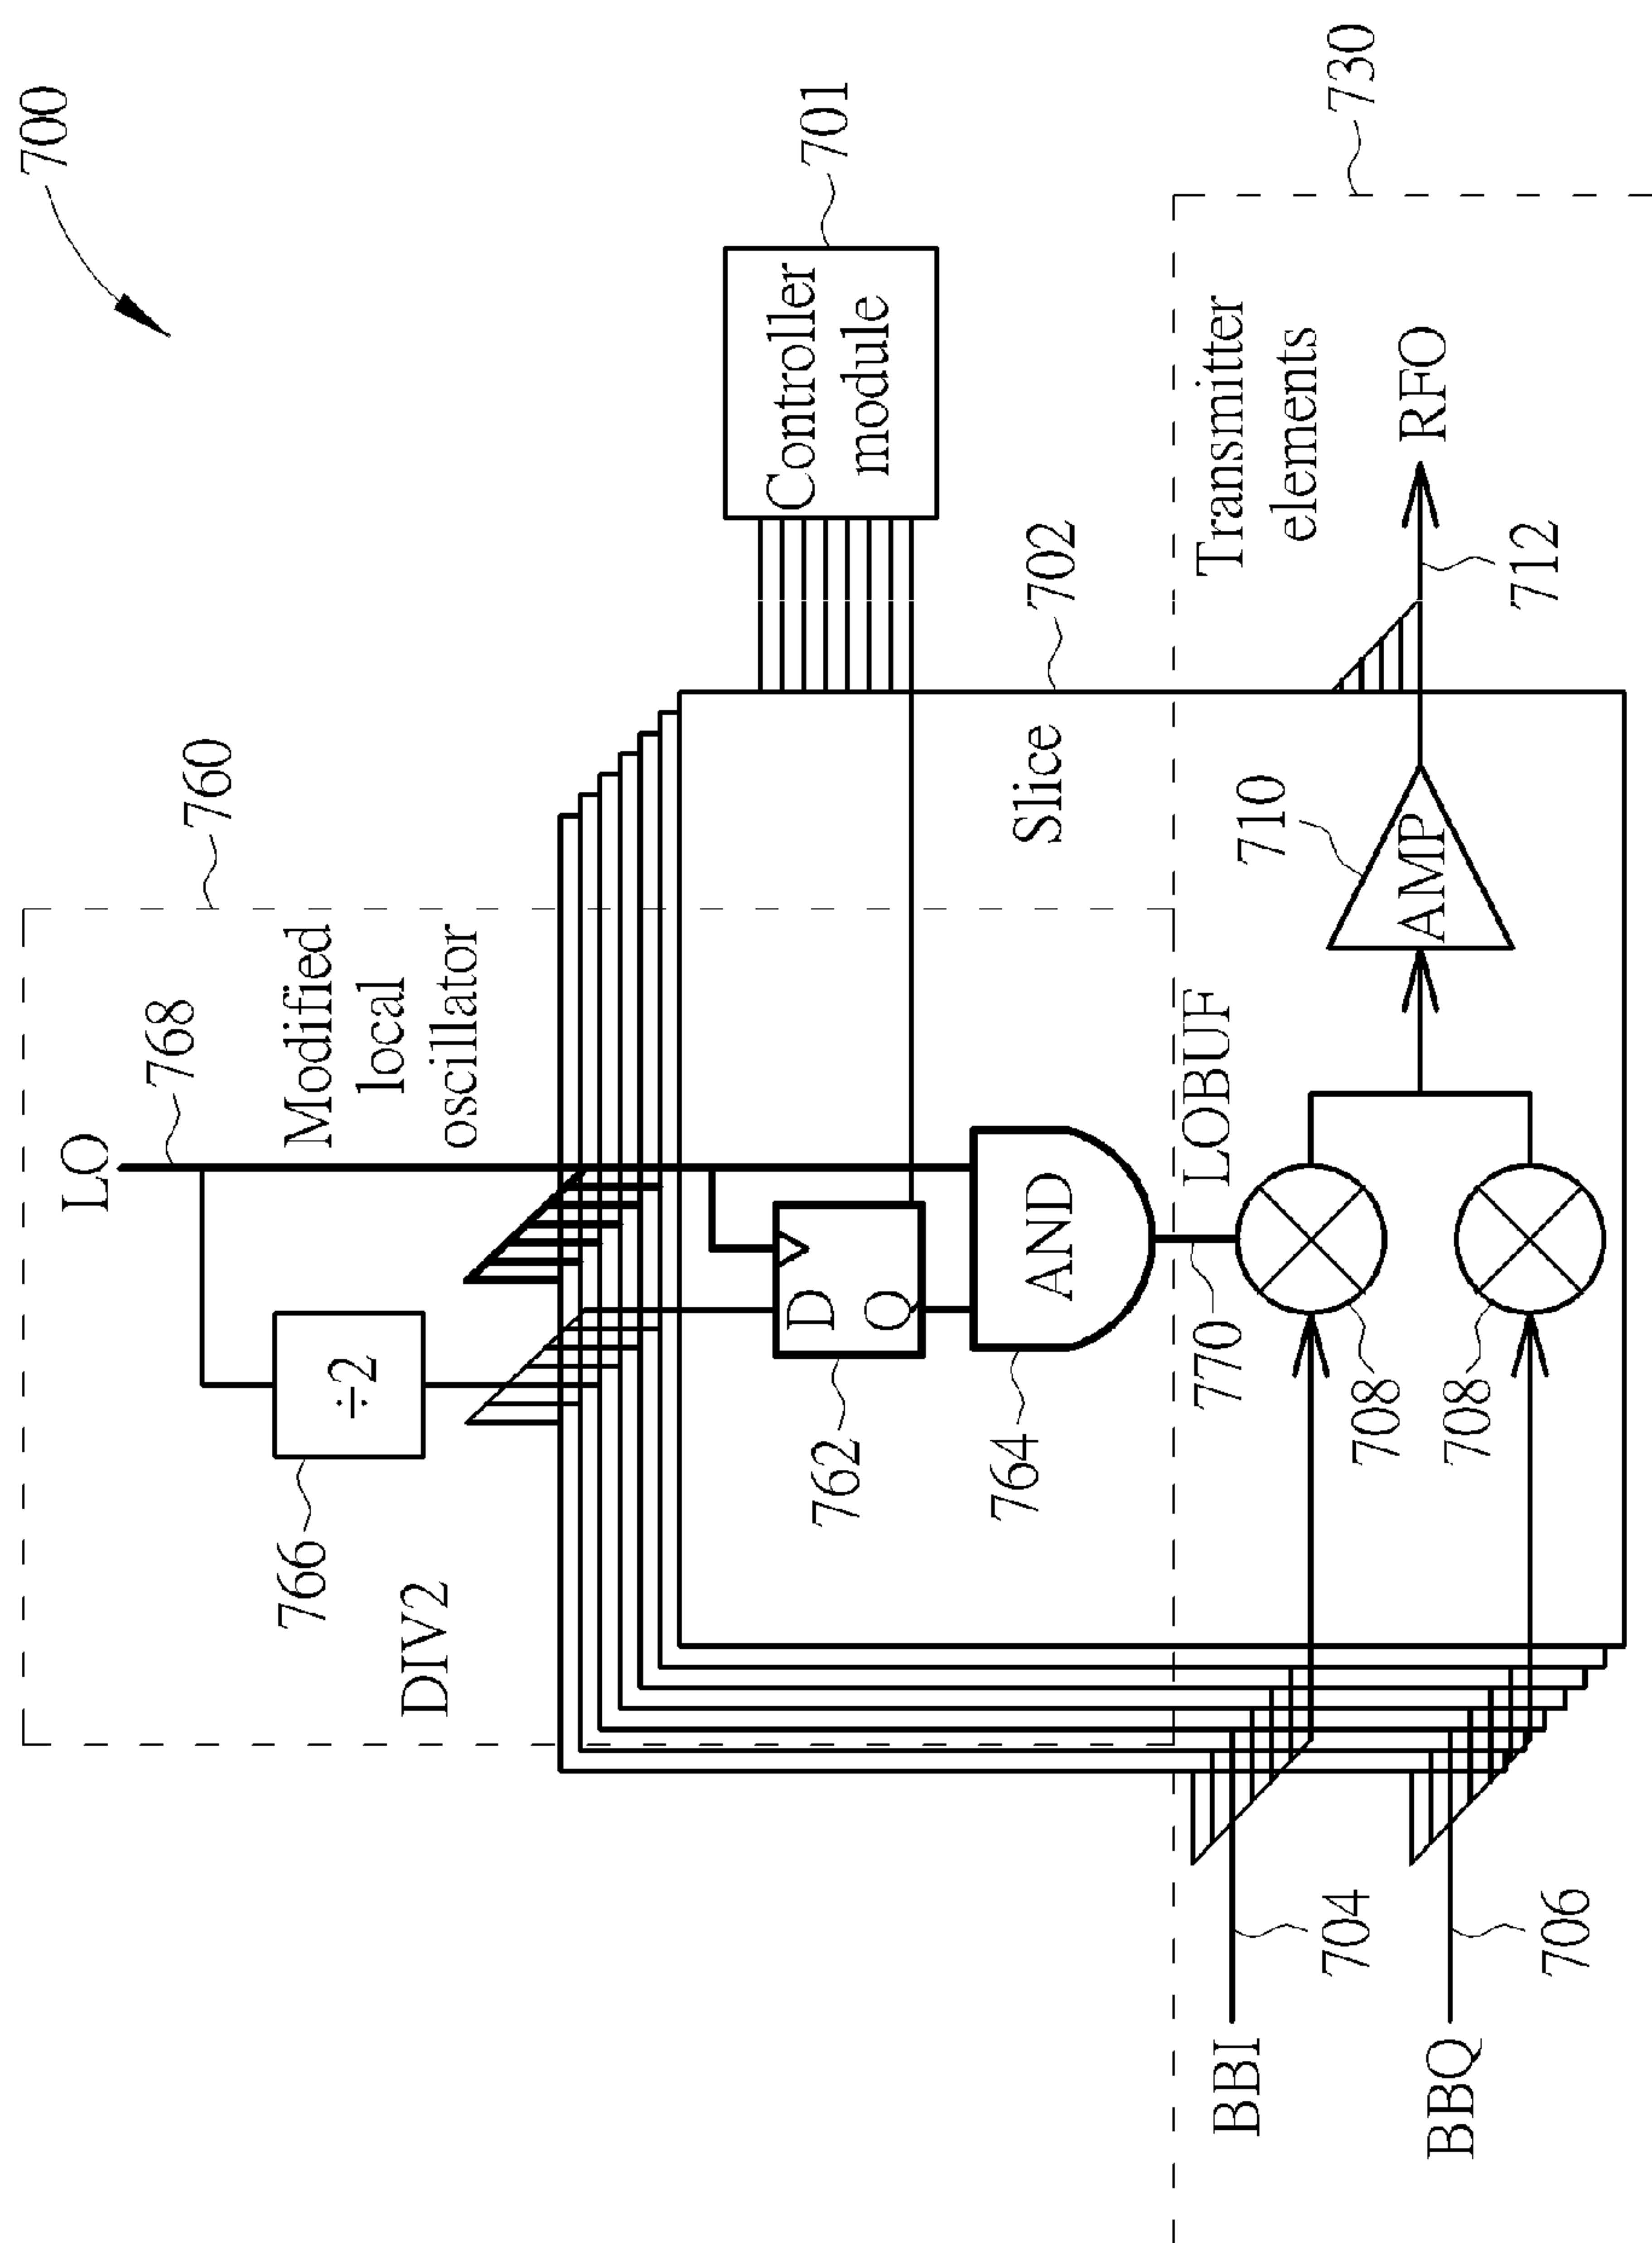 700
LO
768
760
Modified
local
oscillator
766
÷2
DIV2
Controller
module
701
D
Q
762
AND
764
Slice
702
730
Transmitter
elements
LOBUF
770
710
AMP
RFO
712
708
708
BBI
704
BBQ
706